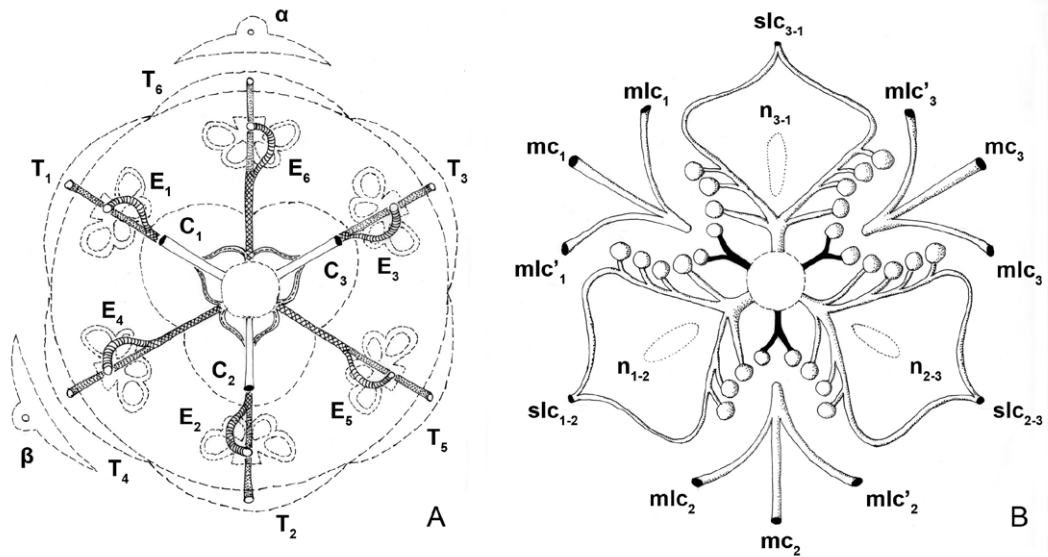 α
T6
T1
T3
E1
E6
C1
E3
C3
E4
C2
E2
E5
β
T4
T5
T2
A
slc3-1
mlc1
mlc'3
n3-1
mc1
mc3
mlc'1
mlc3
n1-2
n2-3
slc1-2
slc2-3
mlc2
mlc'2
mc2
B